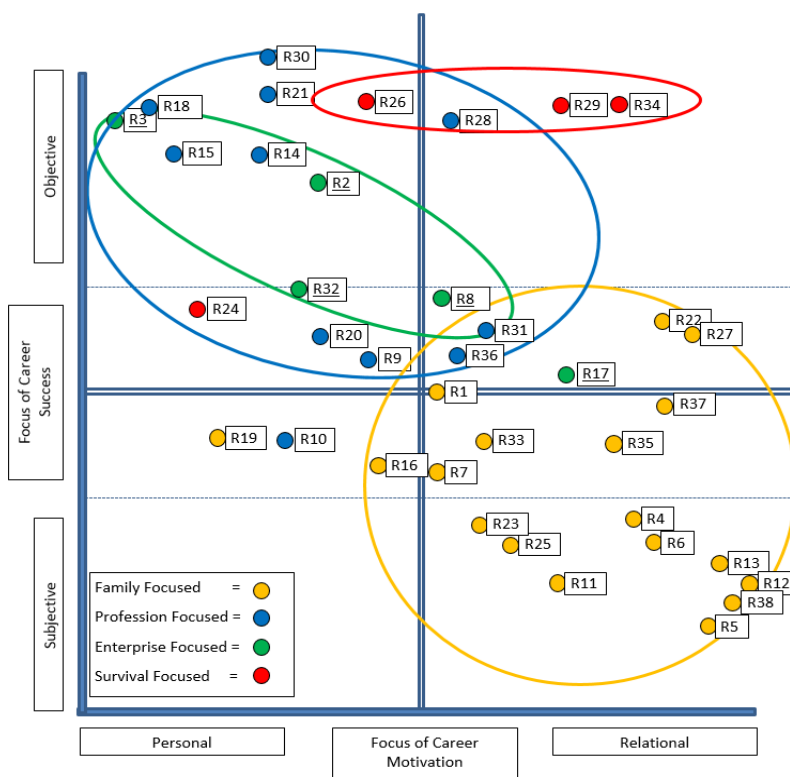 R30
R21
R26
R29
R34
R18
R3
R28
R15
R14
R2
Objective
R32
R8
R24
R22
R31
R27
R20
R9
R36
R17
Focus of Career
Success
R1
R37
R19
R10
R33
R35
R16
R7
R23
R4
R25
R6
R13
R11
R12
R38
R5
Subjective
Family Focused =
Profession Focused =
Enterprise Focused =
Survival Focused =
Personal
Focus of Career
Motivation
Relational